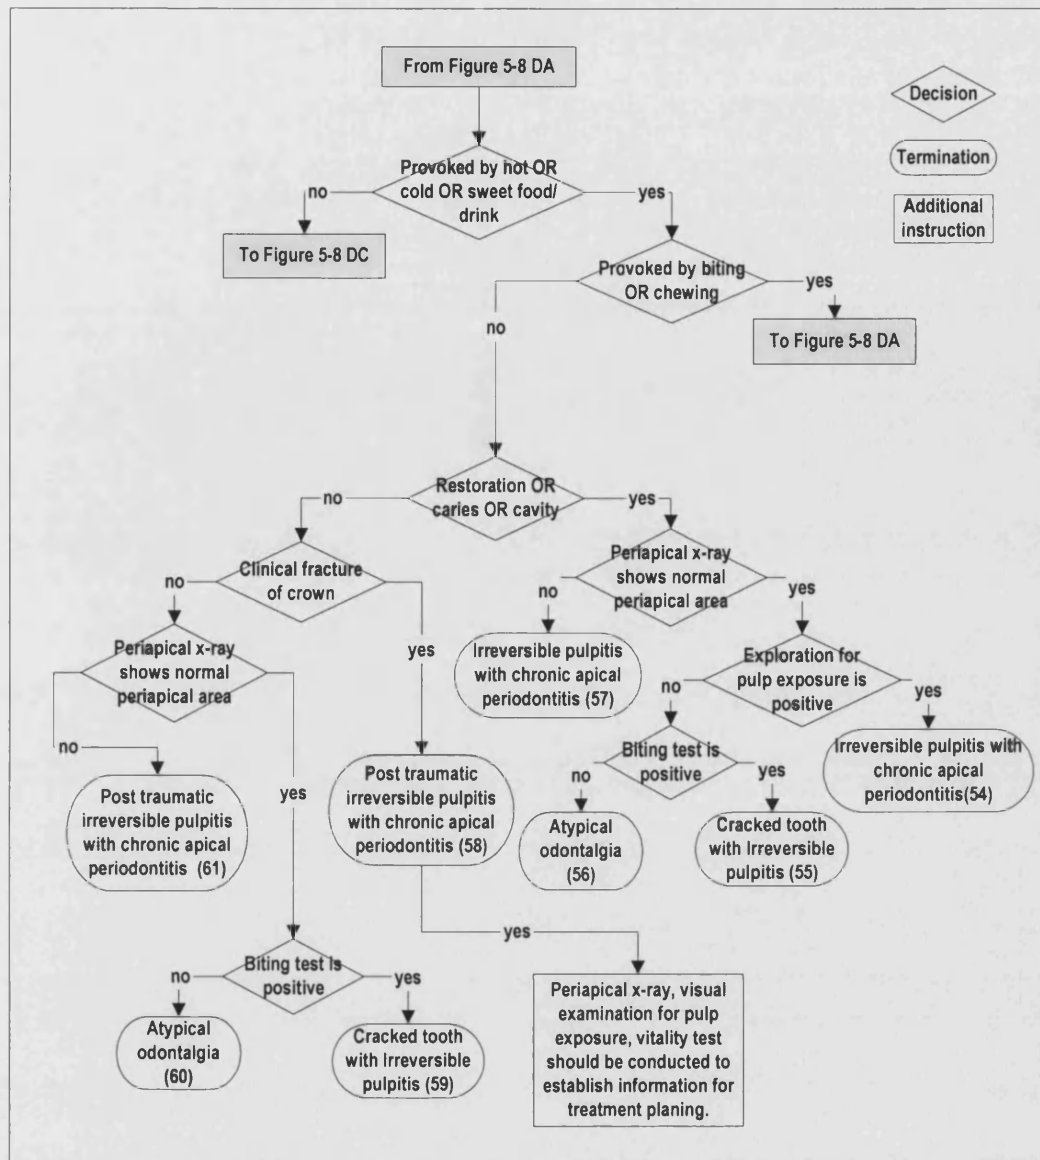 From Figure 5-8 DA
Decision
Termination
Additional
instruction
Provoked by hot OR
cold OR sweet food/
drink
no
yes
To Figure 5-8 DC
Provoked by biting
OR chewing
yes
no
To Figure 5-8 DA
Restoration OR
caries OR cavity
no
yes
Clinical fracture
of crown
no
yes
Periapical x-ray
shows normal
periapical area
no
yes
Periapical x-ray
shows normal
periapical area
no
yes
Irreversible pulpitis
with chronic apical
periodontitis (57)
Exploration for
pulp exposure is
positive
no
yes
Biting test is
positive
no
yes
Irreversible pulpitis with
chronic apical
periodontitis(54)
Post traumatic
irreversible pulpitis
with chronic apical
periodontitis (61)
Post traumatic
irreversible pulpitis
with chronic apical
periodontitis (58)
Atypical
odontalgia
(56)
Cracked tooth
with Irreversible
pulpitis (55)
yes
Biting test is
positive
no
yes
Atypical
odontalgia
(60)
Cracked tooth
with Irreversible
pulpitis (59)
Periapical x-ray, visual
examination for pulp
exposure, vitality test
should be conducted to
establish information for
treatment planing.